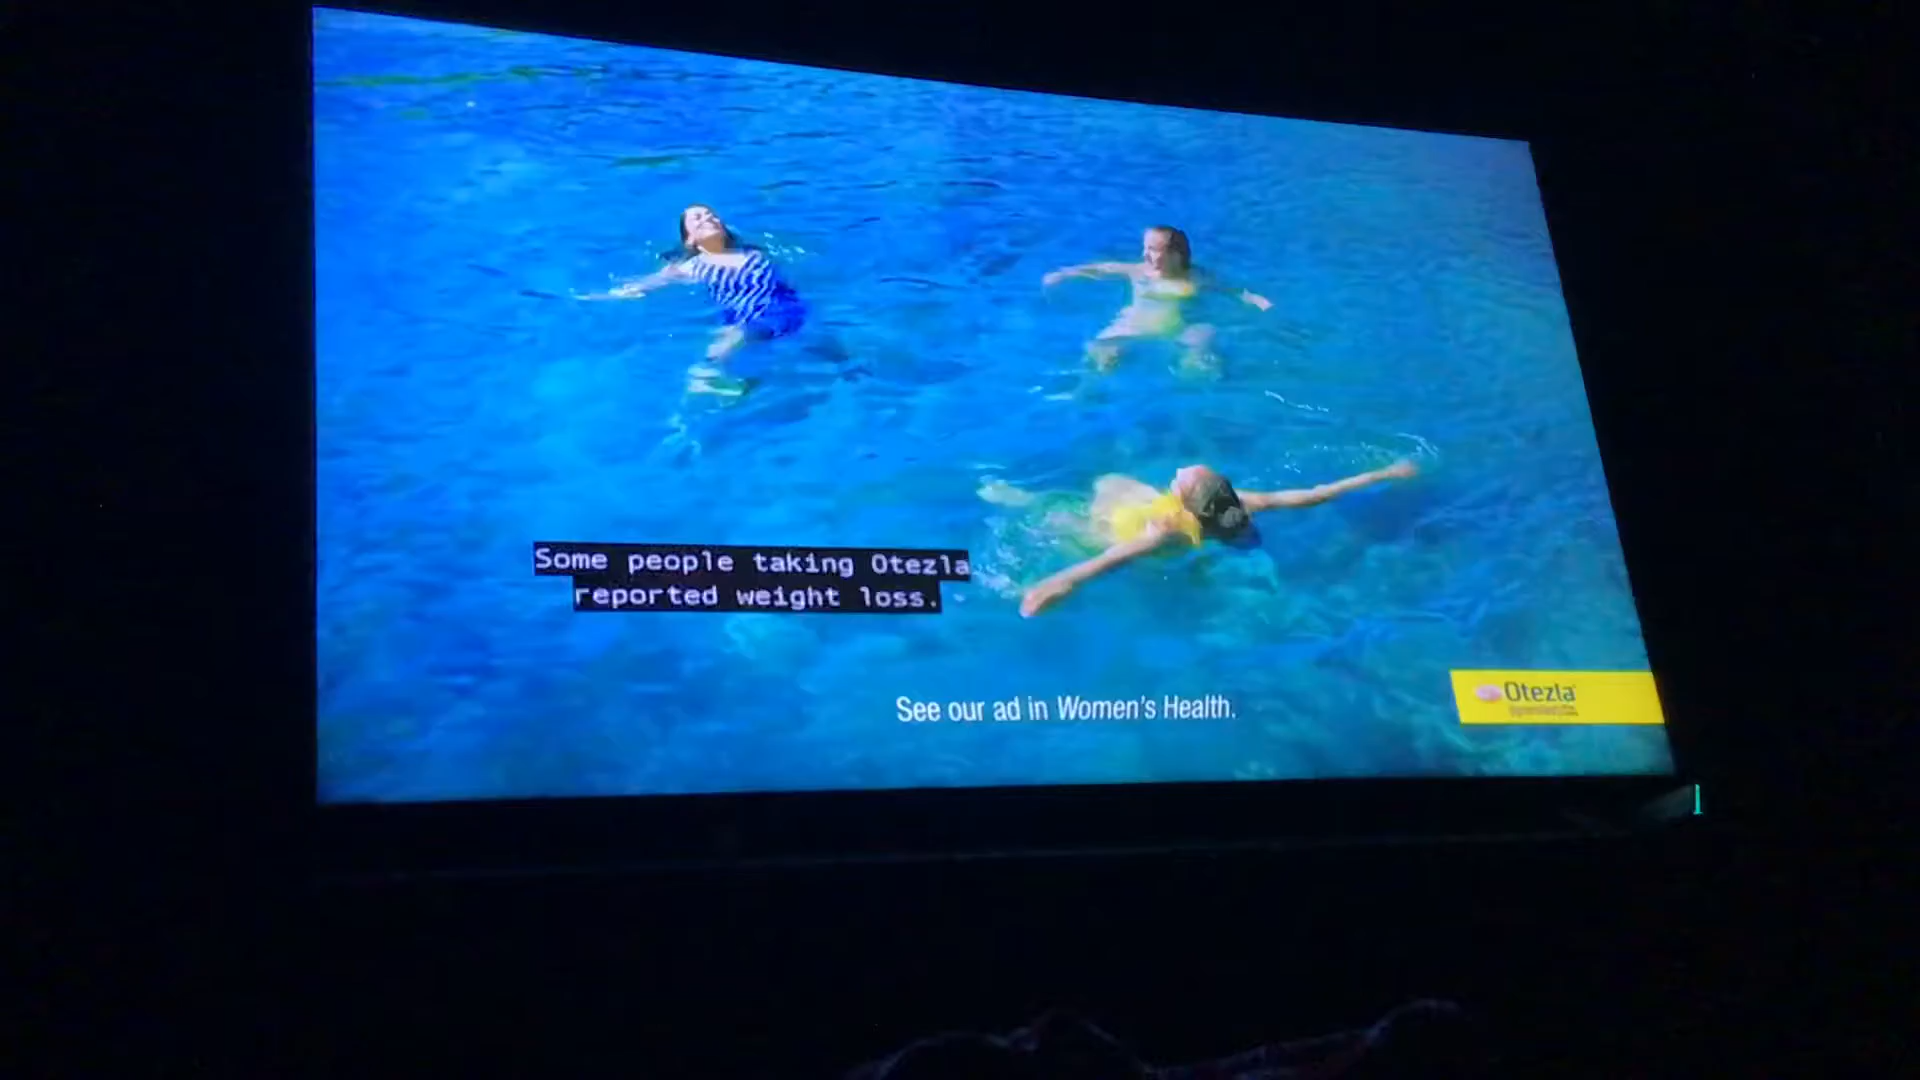 Some people taking Otezla
reported weight loss.
See our ad in Women's Health.
Otezla